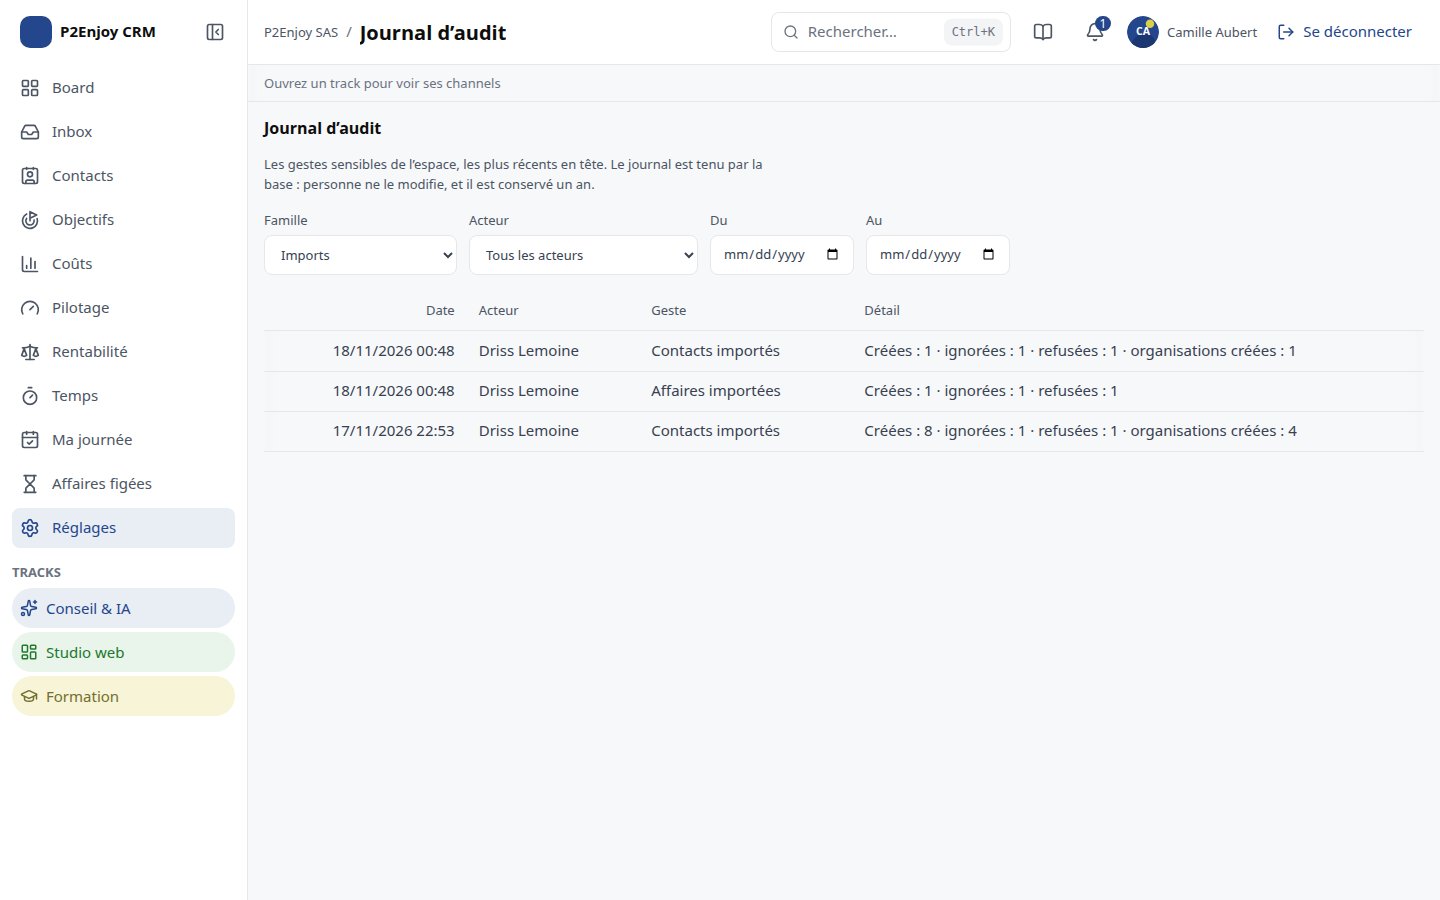 P2Enjoy CRM
P2Enjoy SAS / Journal d’audit
Rechercher... Ctrl+K
1
CA Camille Aubert
Se déconnecter
Board
Inbox
Contacts
Objectifs
Coûts
Pilotage
Rentabilité
Temps
Ma journée
Affaires figées
Réglages
TRACKS
Conseil & IA
Studio web
Formation
Ouvrez un track pour voir ses channels
Journal d’audit
Les gestes sensibles de l’espace, les plus récents en tête. Le journal est tenu par la
base : personne ne le modifie, et il est conservé un an.
Famille Acteur Du Au
Imports Tous les acteurs mm/dd/yyyy mm/dd/yyyy
Date Acteur Geste Détail
18/11/2026 00:48 Driss Lemoine Contacts importés Créées : 1 · ignorées : 1 · refusées : 1 · organisations créées : 1
18/11/2026 00:48 Driss Lemoine Affaires importées Créées : 1 · ignorées : 1 · refusées : 1
17/11/2026 22:53 Driss Lemoine Contacts importés Créées : 8 · ignorées : 1 · refusées : 1 · organisations créées : 4